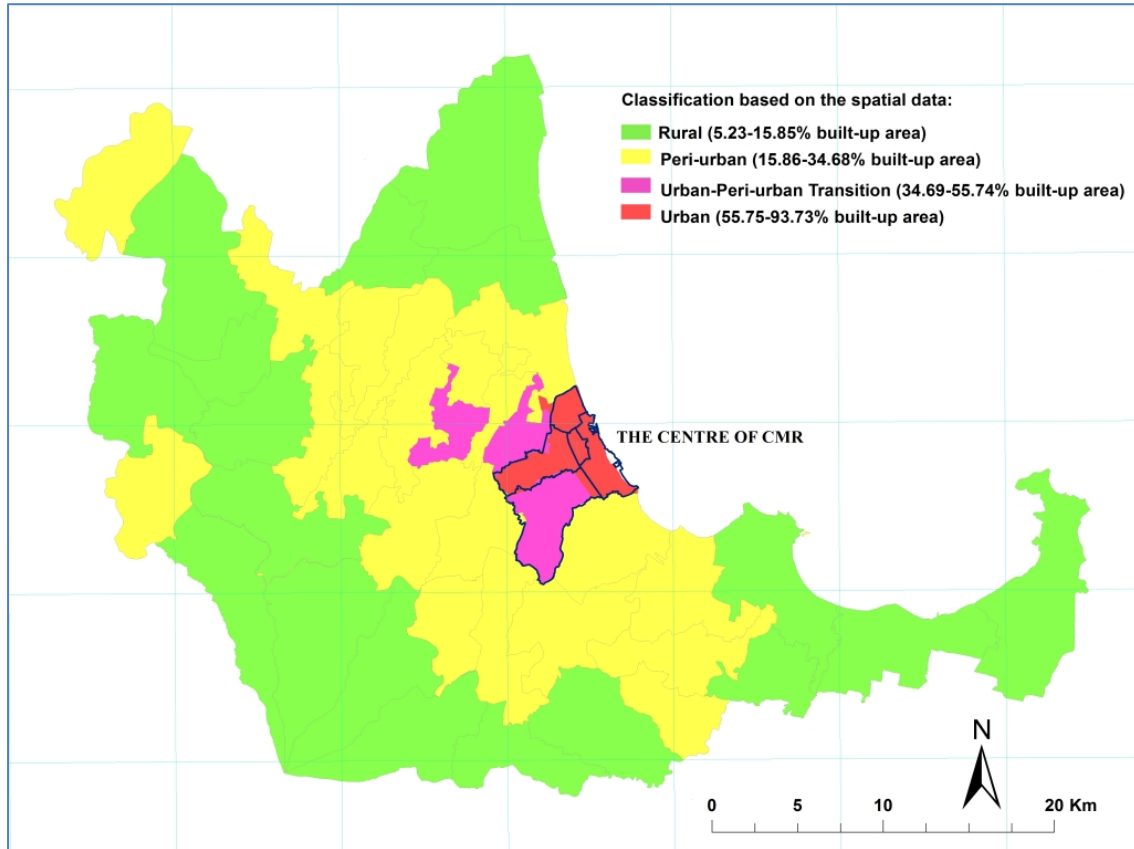 Classification based on the spatial data:
Rural (5.23-15.85% built-up area)
Peri-urban (15.86-34.68% built-up area)
Urban-Peri-urban Transition (34.69-55.74% built-up area)
Urban (55.75-93.73% built-up area)
THE CENTRE OF CMR
N
0 5 10 20 Km